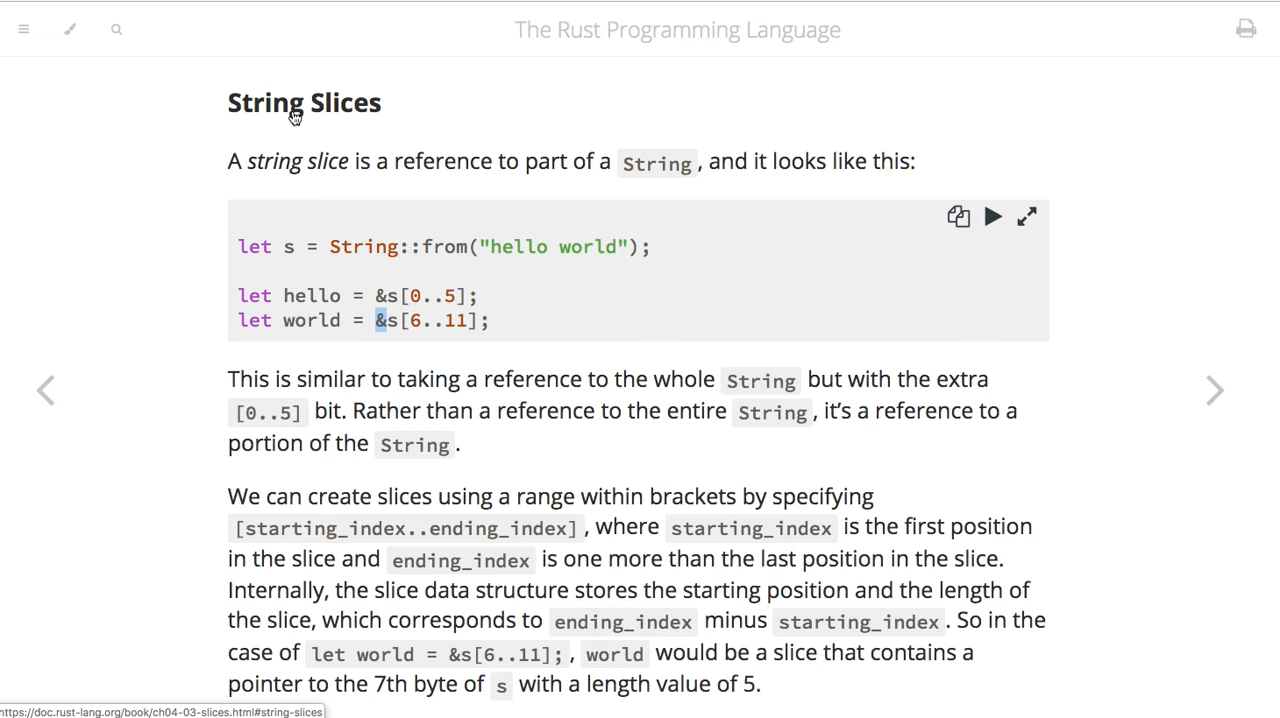 The Rust Programming Language
String Slices
A string slice is a reference to part of a String, and it looks like this:
let s = String::from("hello world");
let hello = &s[0..5];
let world = &s[6..11];
This is similar to taking a reference to the whole String but with the extra
[0..5] bit. Rather than a reference to the entire String, it’s a reference to a
portion of the String.
We can create slices using a range within brackets by specifying
[starting_index..ending_index], where starting_index is the first position
in the slice and ending_index is one more than the last position in the slice.
Internally, the slice data structure stores the starting position and the length of
the slice, which corresponds to ending_index minus starting_index. So in the
case of let world = &s[6..11];, world would be a slice that contains a
pointer to the 7th byte of s with a length value of 5.
https://doc.rust-lang.org/book/ch04-03-slices.html#string-slices